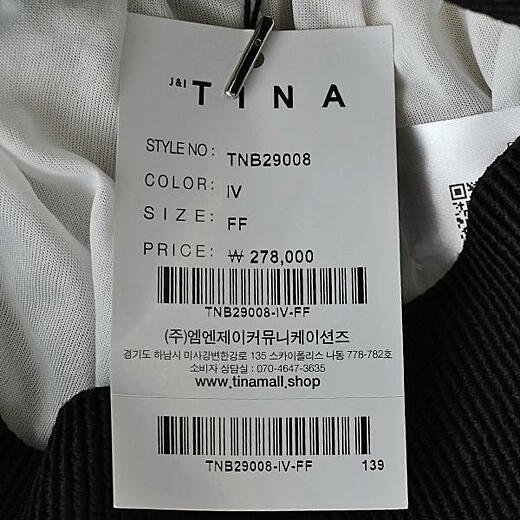 J&I
TINA
STYLE NO : TNB29008
COLOR: IV
SIZE: FF
PRICE: ₩ 278,000
TNB29008-IV-FF
(주)엠엔제이커뮤니케이션즈
경기도 하남시 미사강변한강로 135 스카이폴리스 나동 778-782호
소비자 상담실 : 070-4647-3635
www.tinamall.shop
TNB29008-IV-FF 139